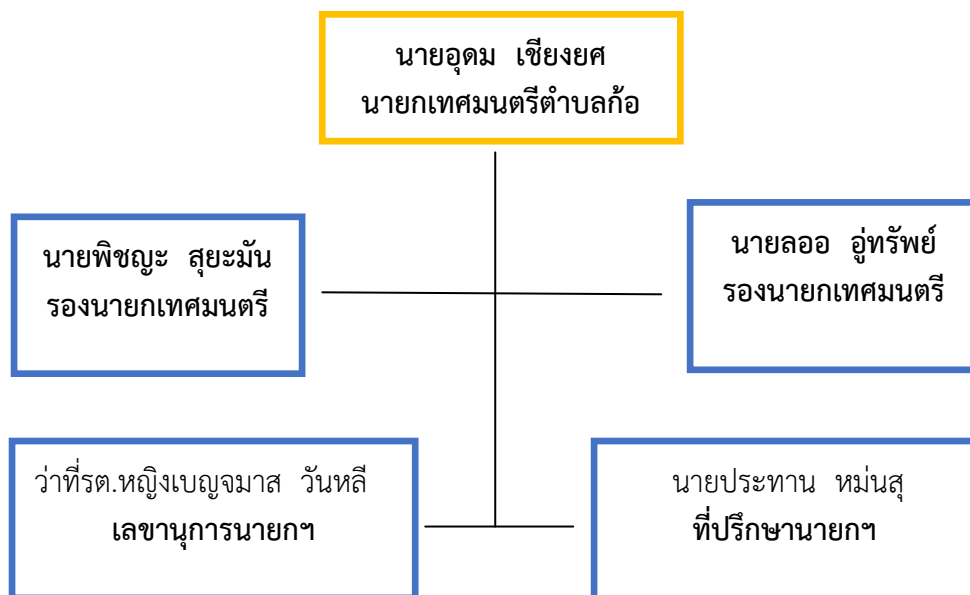 นายอุดม เชียงยศ
นายกเทศมนตรีตำบลก้อ
นายพิชญะ สุยะมัน
รองนายกเทศมนตรี
นายลออ อู่ทรัพย์
รองนายกเทศมนตรี
ว่าที่รต.หญิงเบญจมาส วันหลี
เลขานุการนายกฯ
นายประทาน หม่นสุ
ที่ปรึกษานายกฯ